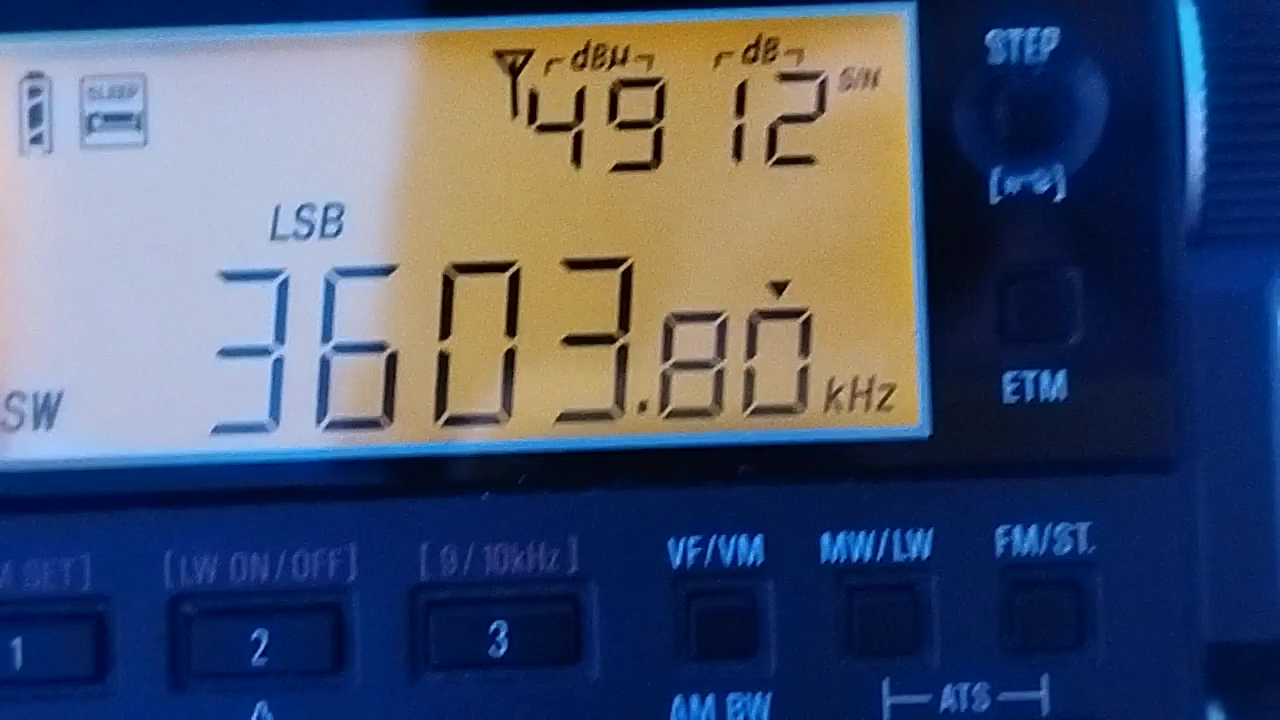 dBµ dB
49 12 S/N
SLEEP
LSB
3603.80 kHz
SW
STEP
ETM
[LW ON/OFF] [9/10kHz] VF/VM MW/LW FM/ST.
1 2 3
AM BW ATS